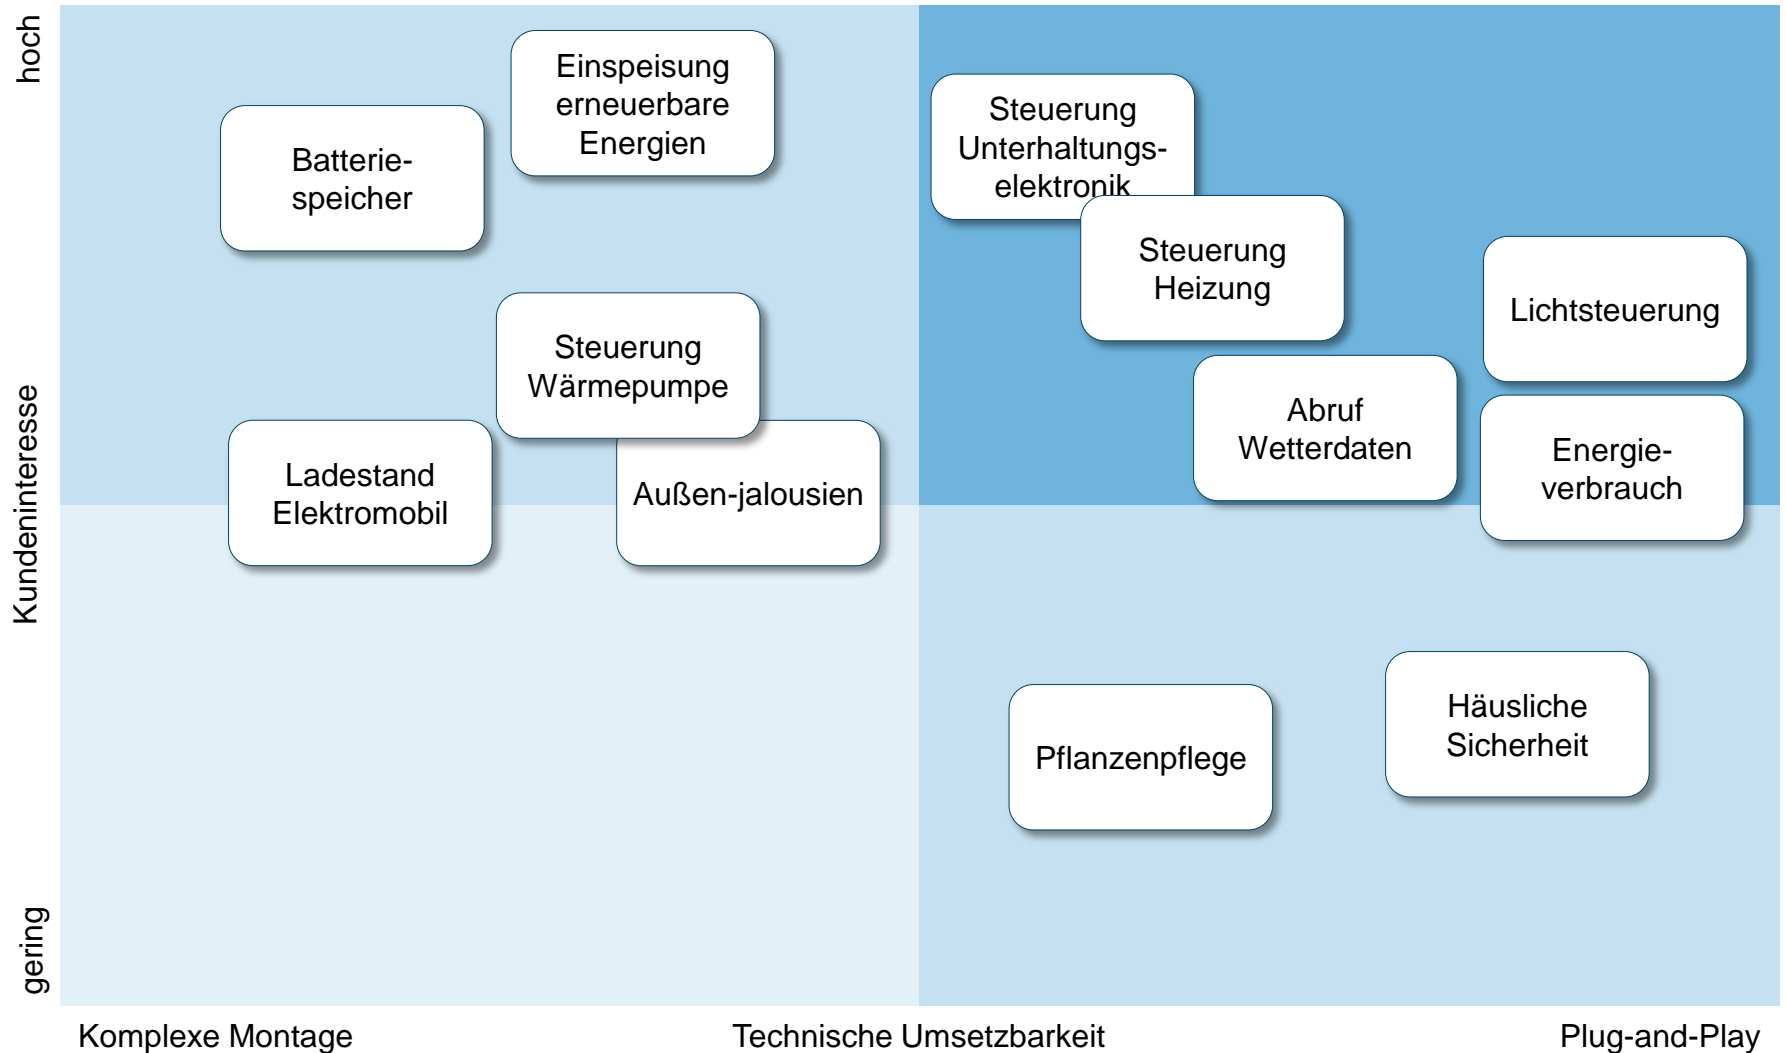 hoch
Kundeninteresse
gering
Einspeisung
erneuerbare
Energien
Batterie-
speicher
Steuerung
Unterhaltungs-
elektronik
Steuerung
Heizung
Lichtsteuerung
Steuerung
Wärmepumpe
Abruf
Wetterdaten
Energie-
verbrauch
Ladestand
Elektromobil
Außen-jalousien
Pflanzenpflege
Häusliche
Sicherheit
Komplexe Montage
Technische Umsetzbarkeit
Plug-and-Play